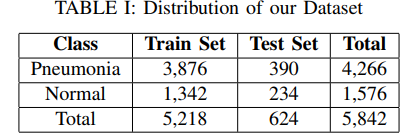 TABLE I: Distribution of our Dataset
Class Train Set Test Set Total
Pneumonia 3,876 390 4,266
Normal 1,342 234 1,576
Total 5,218 624 5,842